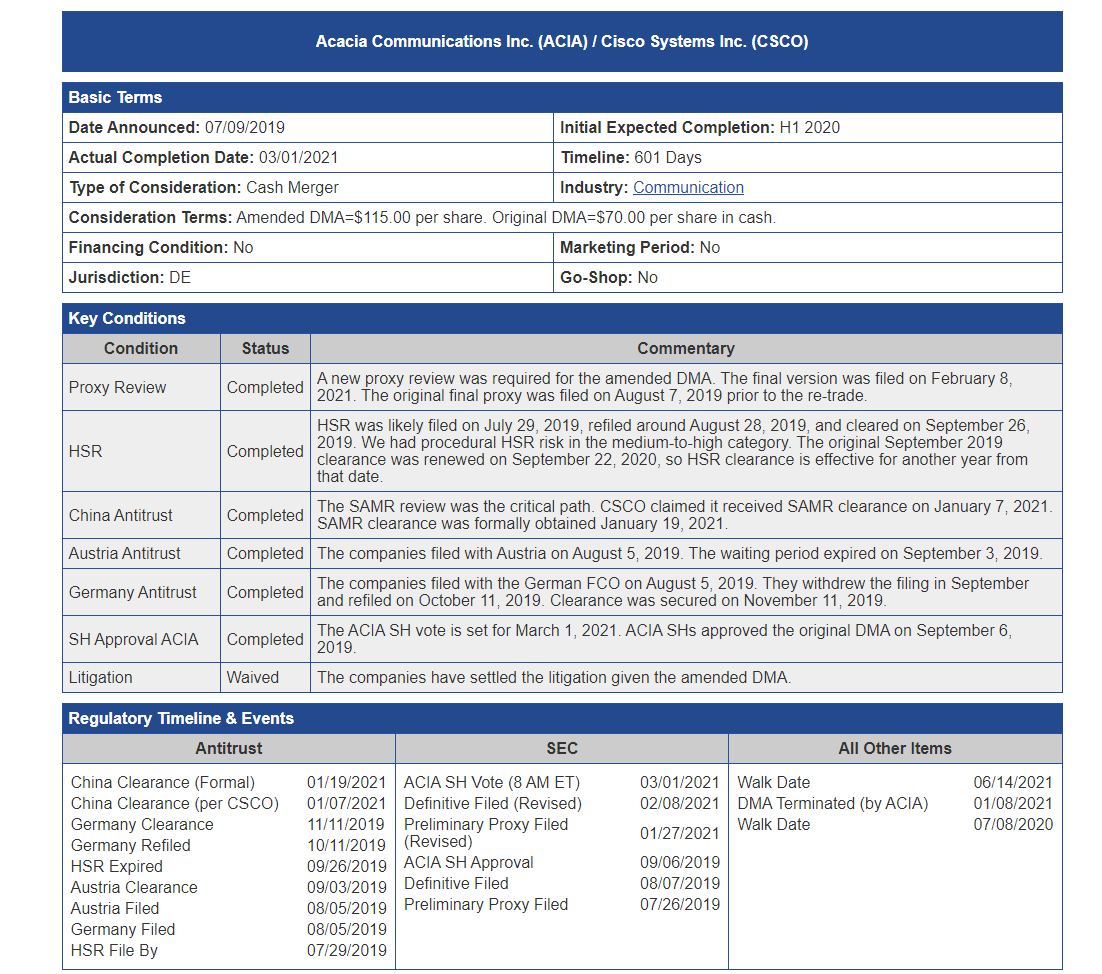 Acacia Communications Inc. (ACIA) / Cisco Systems Inc. (CSCO)
Basic Terms
Date Announced: 07/09/2019
Initial Expected Completion: H1 2020
Actual Completion Date: 03/01/2021
Timeline: 601 Days
Type of Consideration: Cash Merger
Industry: Communication
Consideration Terms: Amended DMA=$115.00 per share. Original DMA=$70.00 per share in cash.
Financing Condition: No
Marketing Period: No
Jurisdiction: DE
Go-Shop: No
Key Conditions
Condition
Status
Commentary
Proxy Review
Completed
A new proxy review was required for the amended DMA. The final version was filed on February 8,
2021. The original final proxy was filed on August 7, 2019 prior to the re-trade.
HSR
Completed
HSR was likely filed on July 29, 2019, refiled around August 28, 2019, and cleared on September 26,
2019. We had procedural HSR risk in the medium-to-high category. The original September 2019
clearance was renewed on September 22, 2020, so HSR clearance is effective for another year from
that date.
China Antitrust
Completed
The SAMR review was the critical path. CSCO claimed it received SAMR clearance on January 7, 2021.
SAMR clearance was formally obtained January 19, 2021.
Austria Antitrust
Completed
The companies filed with Austria on August 5, 2019. The waiting period expired on September 3, 2019.
Germany Antitrust
Completed
The companies filed with the German FCO on August 5, 2019. They withdrew the filing in September
and refiled on October 11, 2019. Clearance was secured on November 11, 2019.
SH Approval ACIA
Completed
The ACIA SH vote is set for March 1, 2021. ACIA SHs approved the original DMA on September 6,
2019.
Litigation
Waived
The companies have settled the litigation given the amended DMA.
Regulatory Timeline & Events
Antitrust
China Clearance (Formal) 01/19/2021
China Clearance (per CSCO) 01/07/2021
Germany Clearance 11/11/2019
Germany Refiled 10/11/2019
HSR Expired 09/26/2019
Austria Clearance 09/03/2019
Austria Filed 08/05/2019
Germany Filed 08/05/2019
HSR File By 07/29/2019
SEC
ACIA SH Vote (8 AM ET) 03/01/2021
Definitive Filed (Revised) 02/08/2021
Preliminary Proxy Filed
(Revised)
01/27/2021
ACIA SH Approval 09/06/2019
Definitive Filed 08/07/2019
Preliminary Proxy Filed 07/26/2019
All Other Items
Walk Date 06/14/2021
DMA Terminated (by ACIA) 01/08/2021
Walk Date 07/08/2020